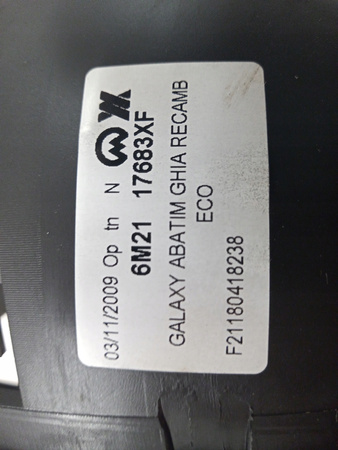 03/11/2009 Op tn N
6M21 17683XF
GALAXY ABATIM GHIA RECAMB
ECO
F21180418238